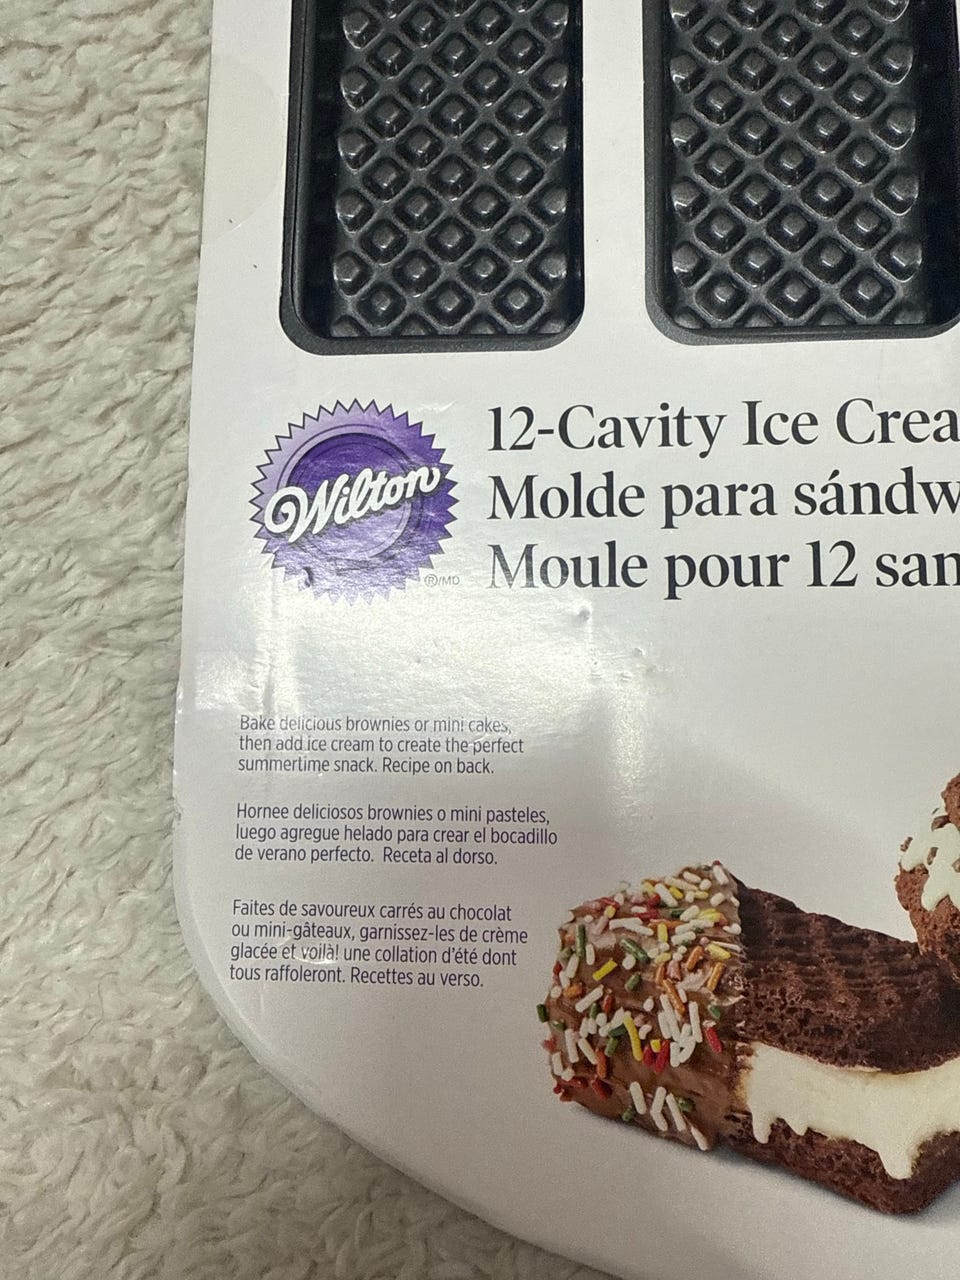 12-Cavity Ice Crea
Molde para sándw
Moule pour 12 san
Wilton
®/MD
Bake delicious brownies or mini cakes,
then add ice cream to create the perfect
summertime snack. Recipe on back.
Hornee deliciosos brownies o mini pasteles,
luego agregue helado para crear el bocadillo
de verano perfecto. Receta al dorso.
Faites de savoureux carrés au chocolat
ou mini-gâteaux, garnissez-les de crème
glacée et voilà! une collation d'été dont
tous raffoleront. Recettes au verso.